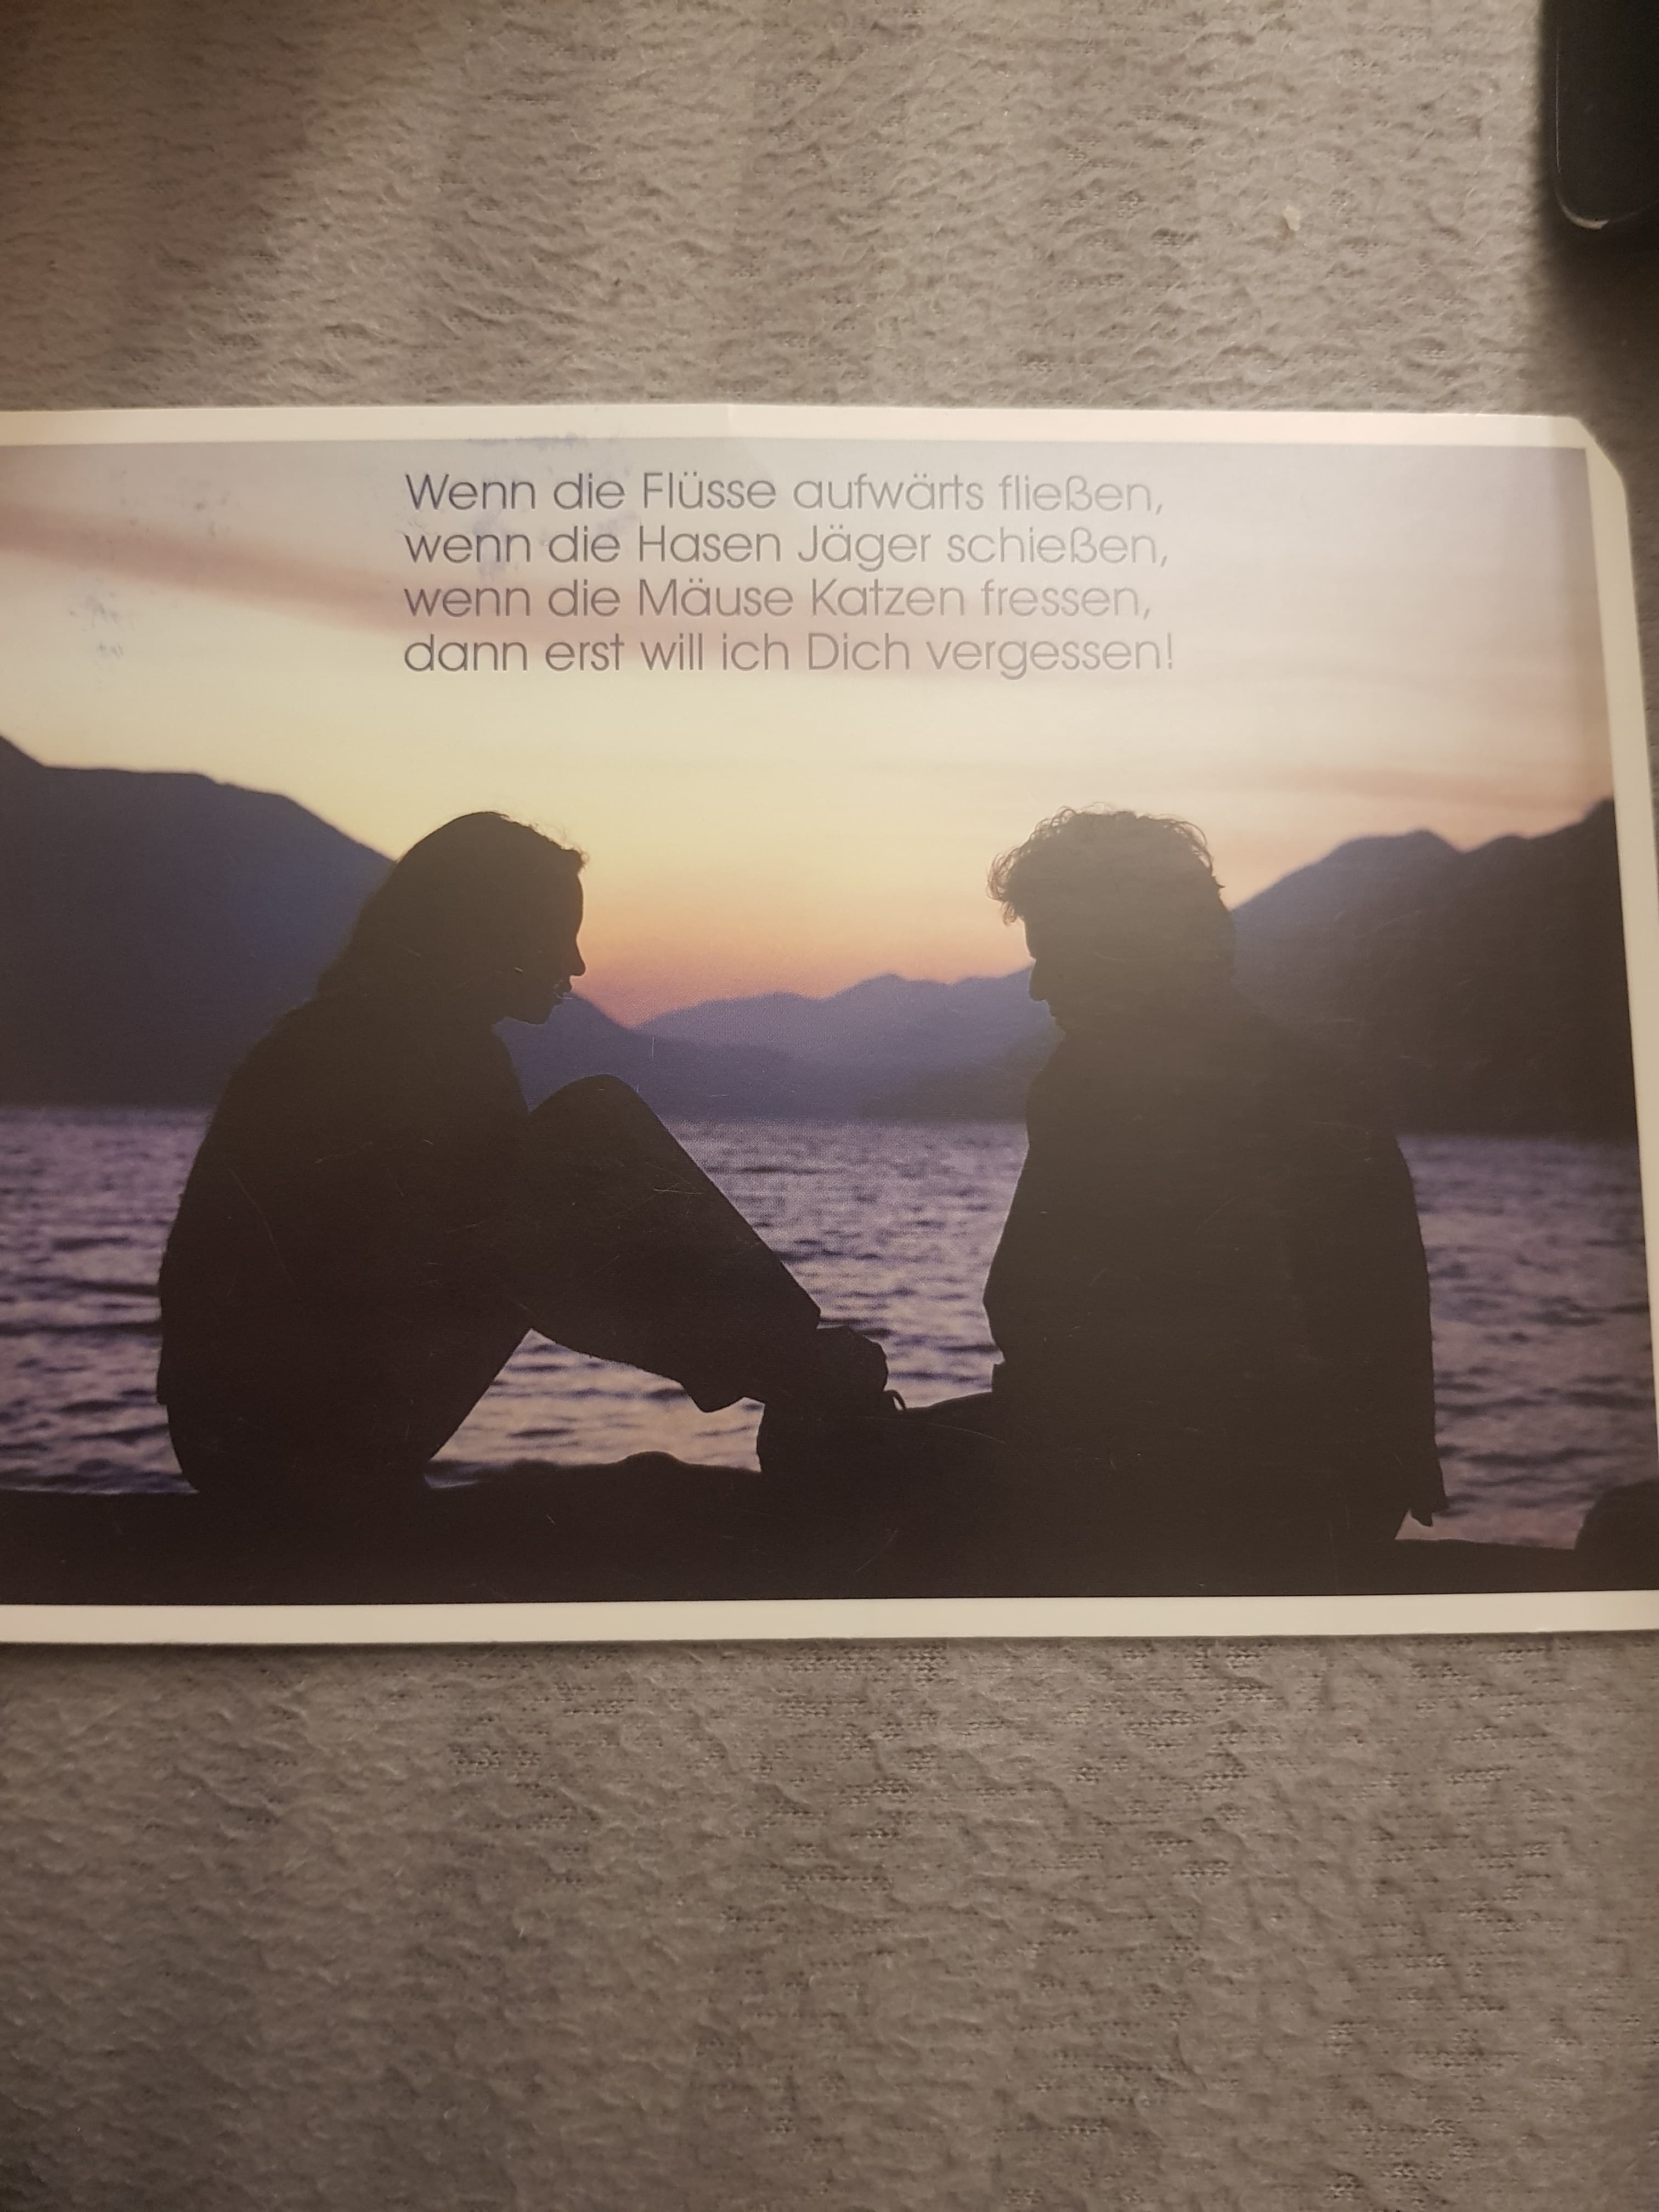 Wenn die Flüsse aufwärts fließen,
wenn die Hasen Jäger schießen,
wenn die Mäuse Katzen fressen,
dann erst will ich Dich vergessen!